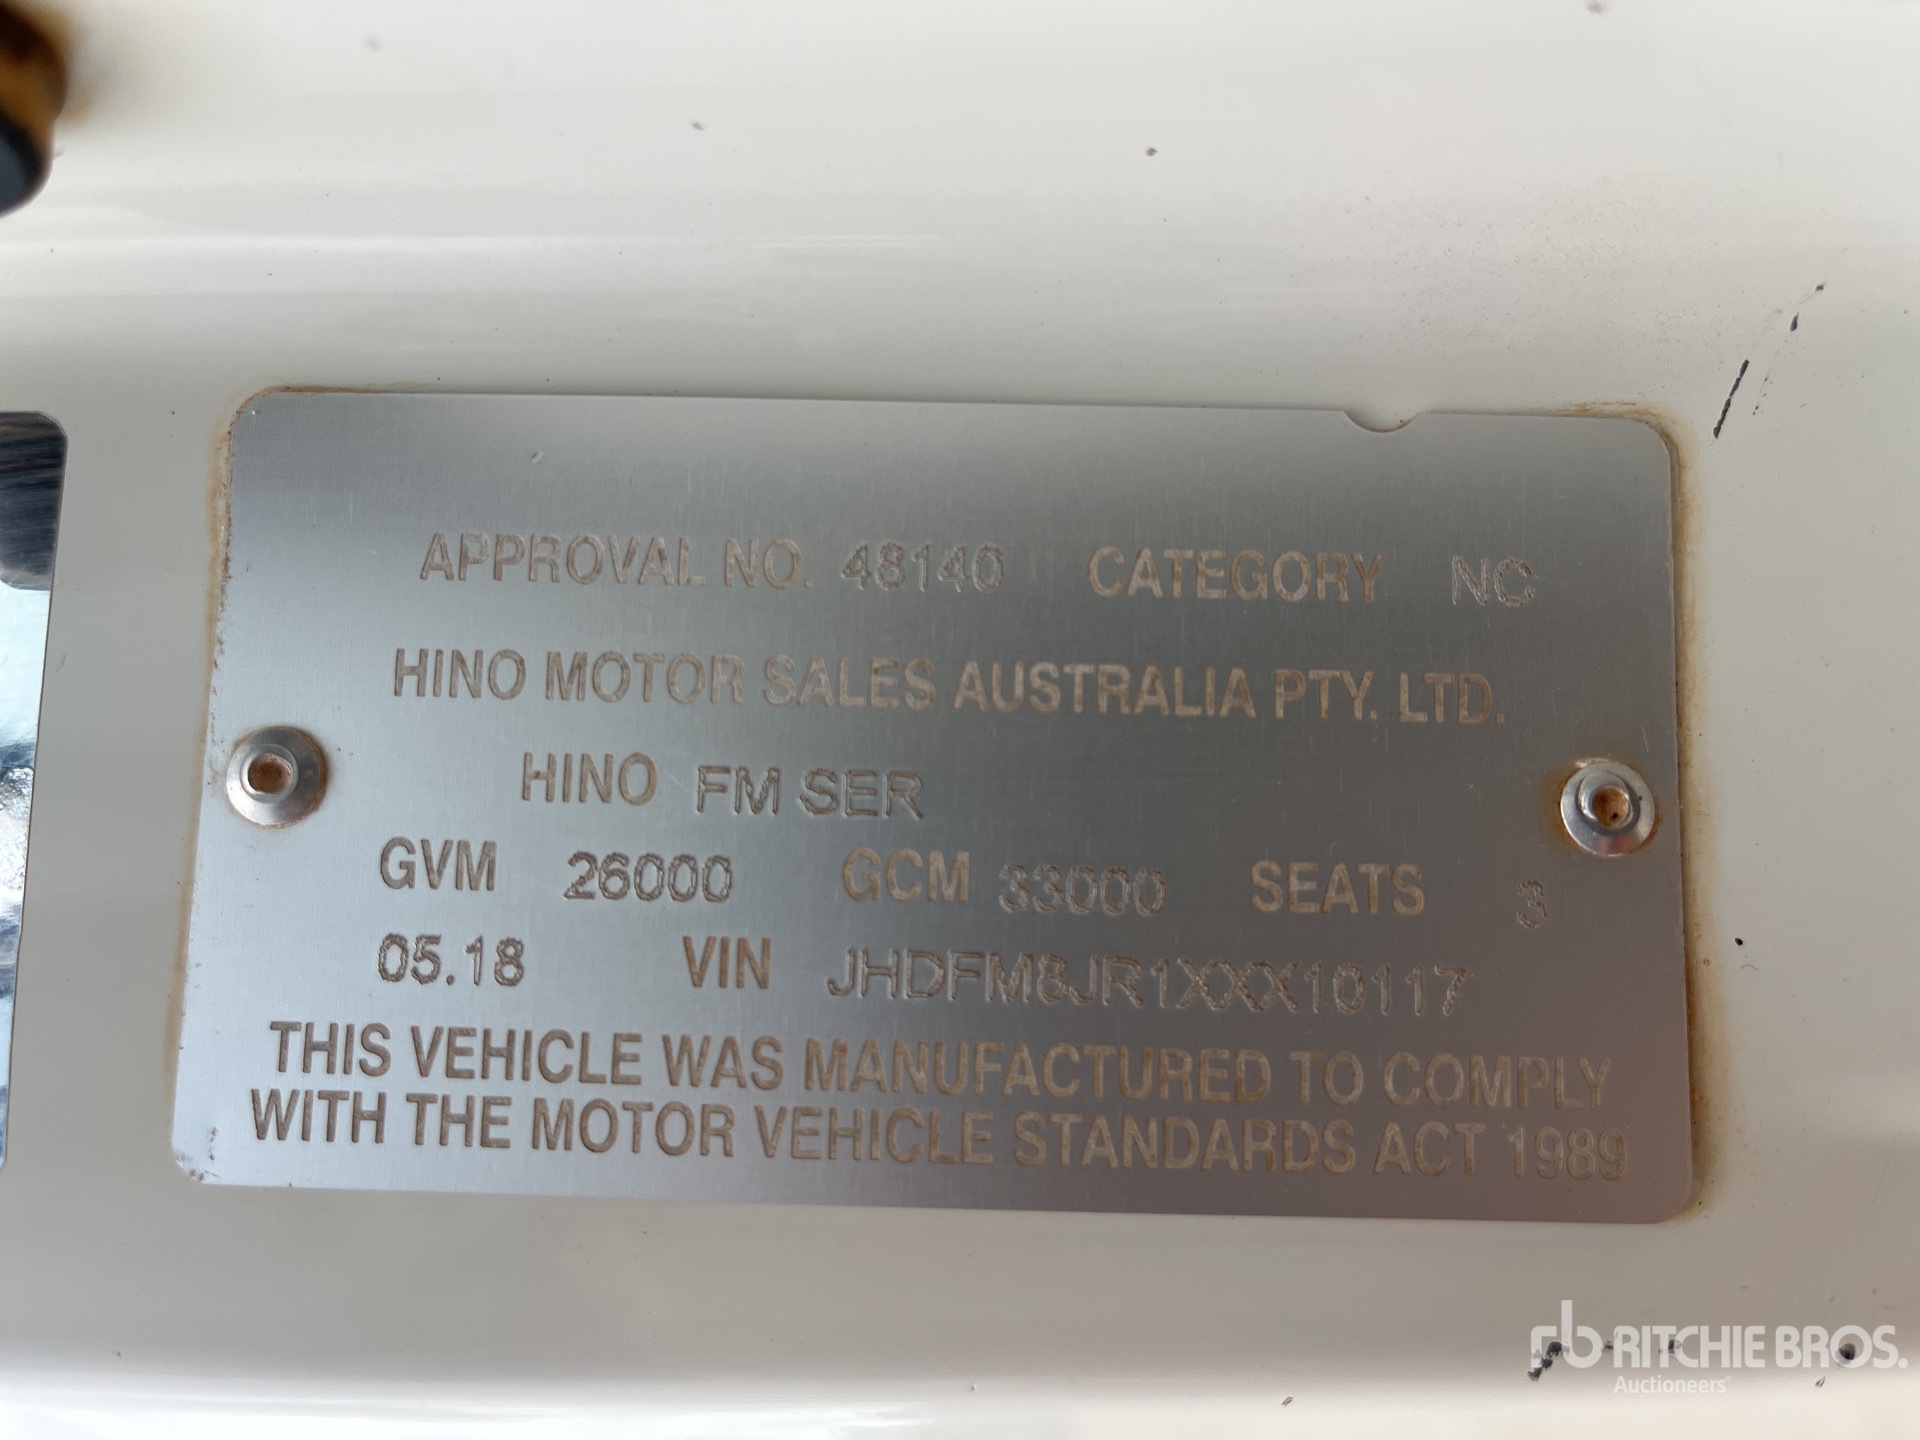 APPROVAL NO. 48140 CATEGORY NC
HINO MOTOR SALES AUSTRALIA PTY. LTD.
HINO FM SER
GVM 26000 GCM 33000 SEATS 3
05.18 VIN JHDFM8JR1XXX10117
THIS VEHICLE WAS MANUFACTURED TO COMPLY
WITH THE MOTOR VEHICLE STANDARDS ACT 1989
rb RITCHIE BROS.
Auctioneers